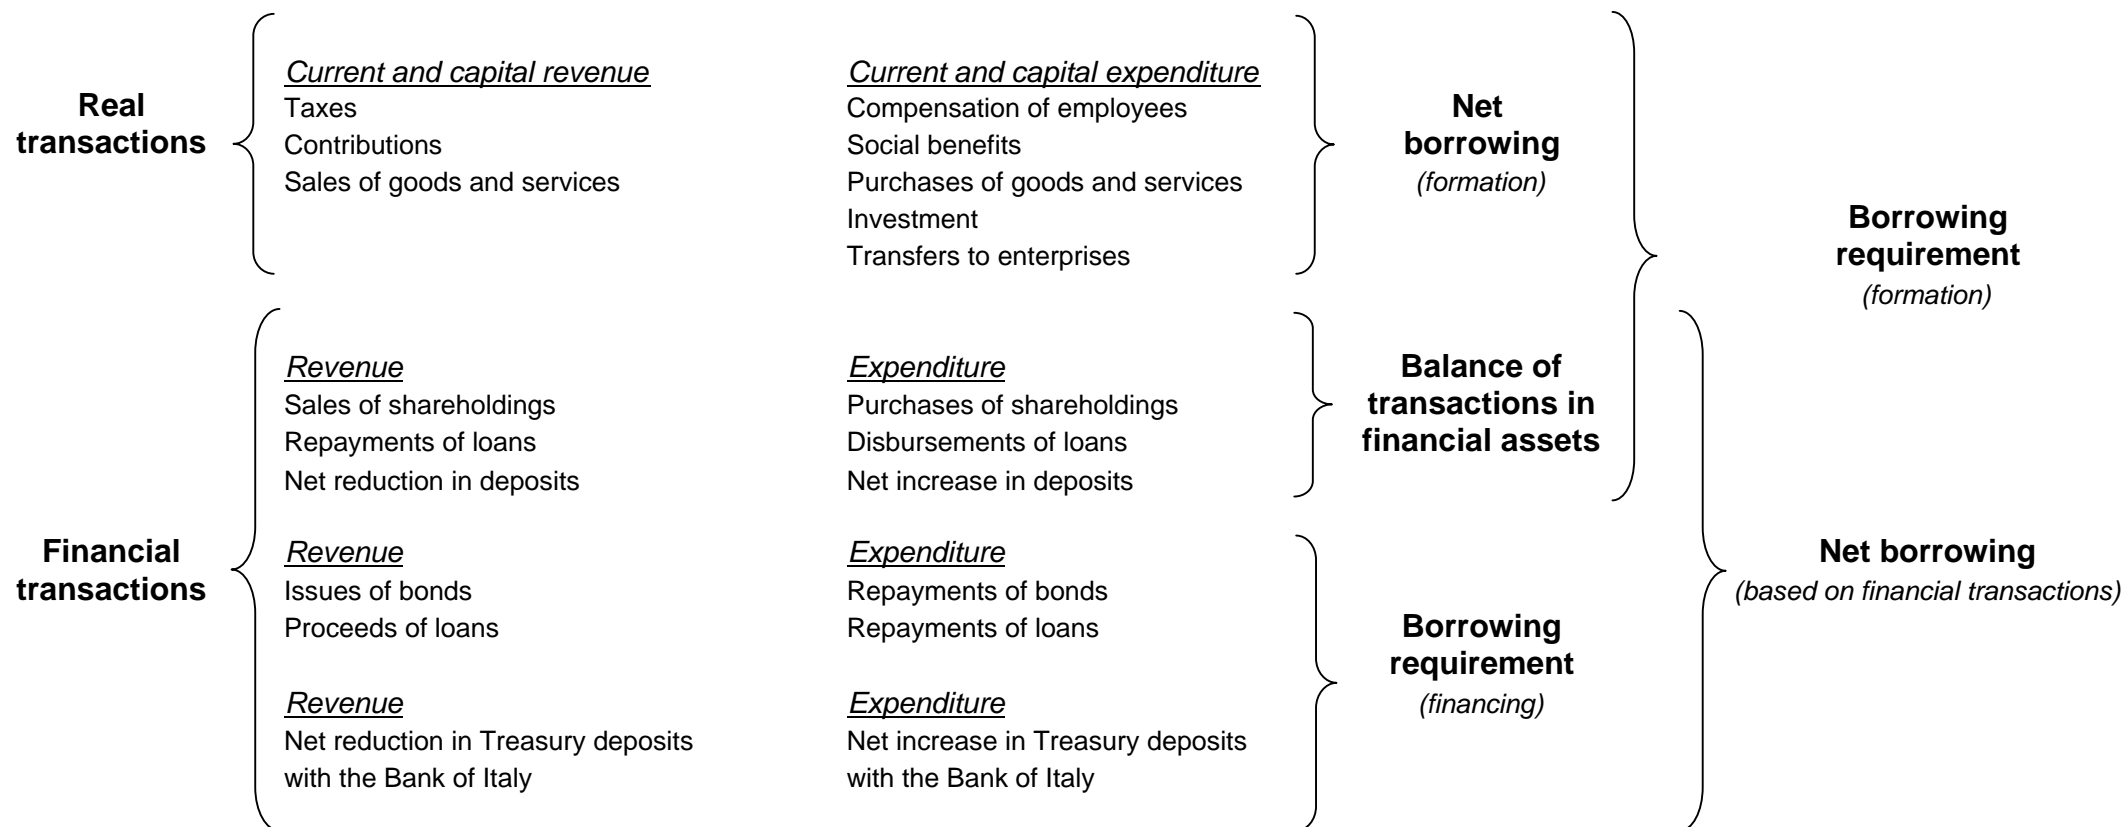 Real
transactions
Current and capital revenue
Taxes
Contributions
Sales of goods and services
Current and capital expenditure
Compensation of employees
Social benefits
Purchases of goods and services
Investment
Transfers to enterprises
Net
borrowing
(formation)
Borrowing
requirement
(formation)
Financial
transactions
Revenue
Sales of shareholdings
Repayments of loans
Net reduction in deposits
Expenditure
Purchases of shareholdings
Disbursements of loans
Net increase in deposits
Balance of
transactions in
financial assets
Revenue
Issues of bonds
Proceeds of loans
Expenditure
Repayments of bonds
Repayments of loans
Revenue
Net reduction in Treasury deposits
with the Bank of Italy
Expenditure
Net increase in Treasury deposits
with the Bank of Italy
Borrowing
requirement
(financing)
Net borrowing
(based on financial transactions)